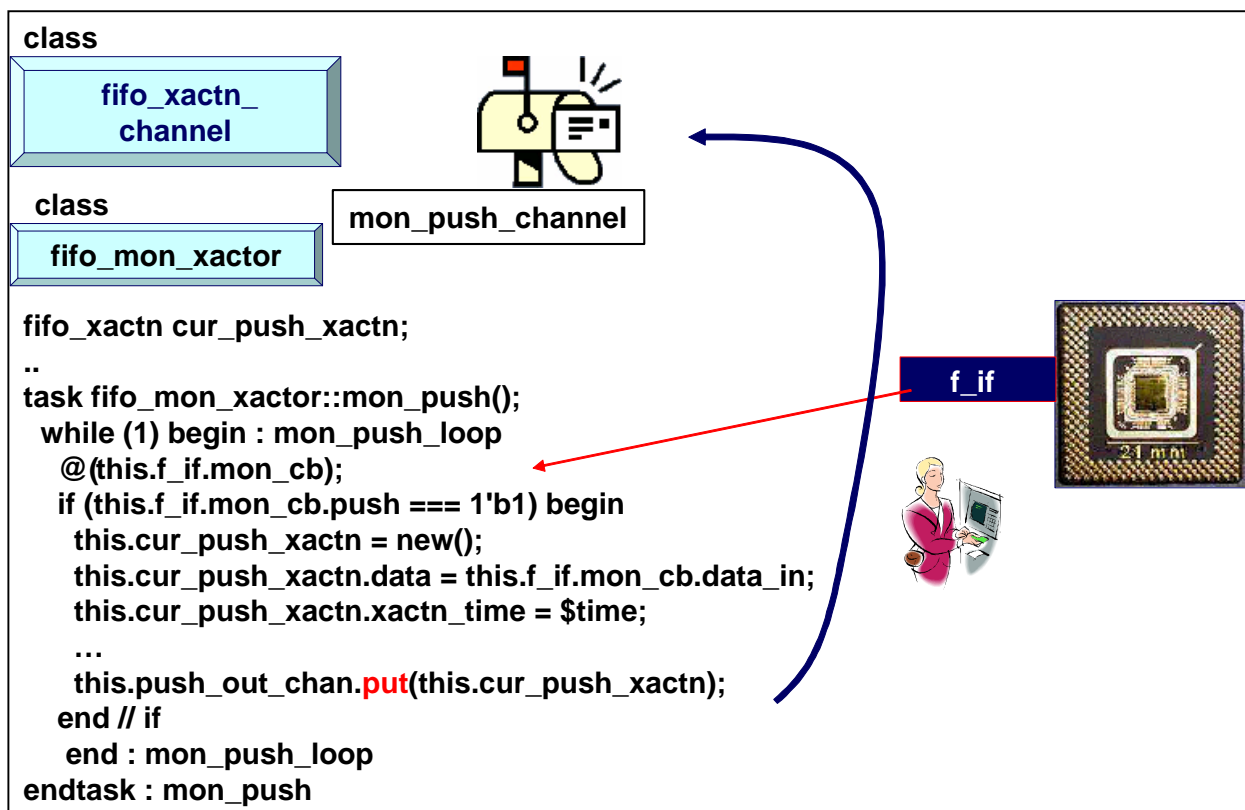 class
fifo_xactn_
channel
class
mon_push_channel
fifo_mon_xactor
fifo_xactn cur_push_xactn;
..
task fifo_mon_xactor::mon_push();
while (1) begin : mon_push_loop
@(this.f_if.mon_cb);
if (this.f_if.mon_cb.push === 1'b1) begin
this.cur_push_xactn = new();
this.cur_push_xactn.data = this.f_if.mon_cb.data_in;
this.cur_push_xactn.xactn_time = $time;
…
this.push_out_chan.put(this.cur_push_xactn);
end // if
end : mon_push_loop
endtask : mon_push
f_if
21 mm